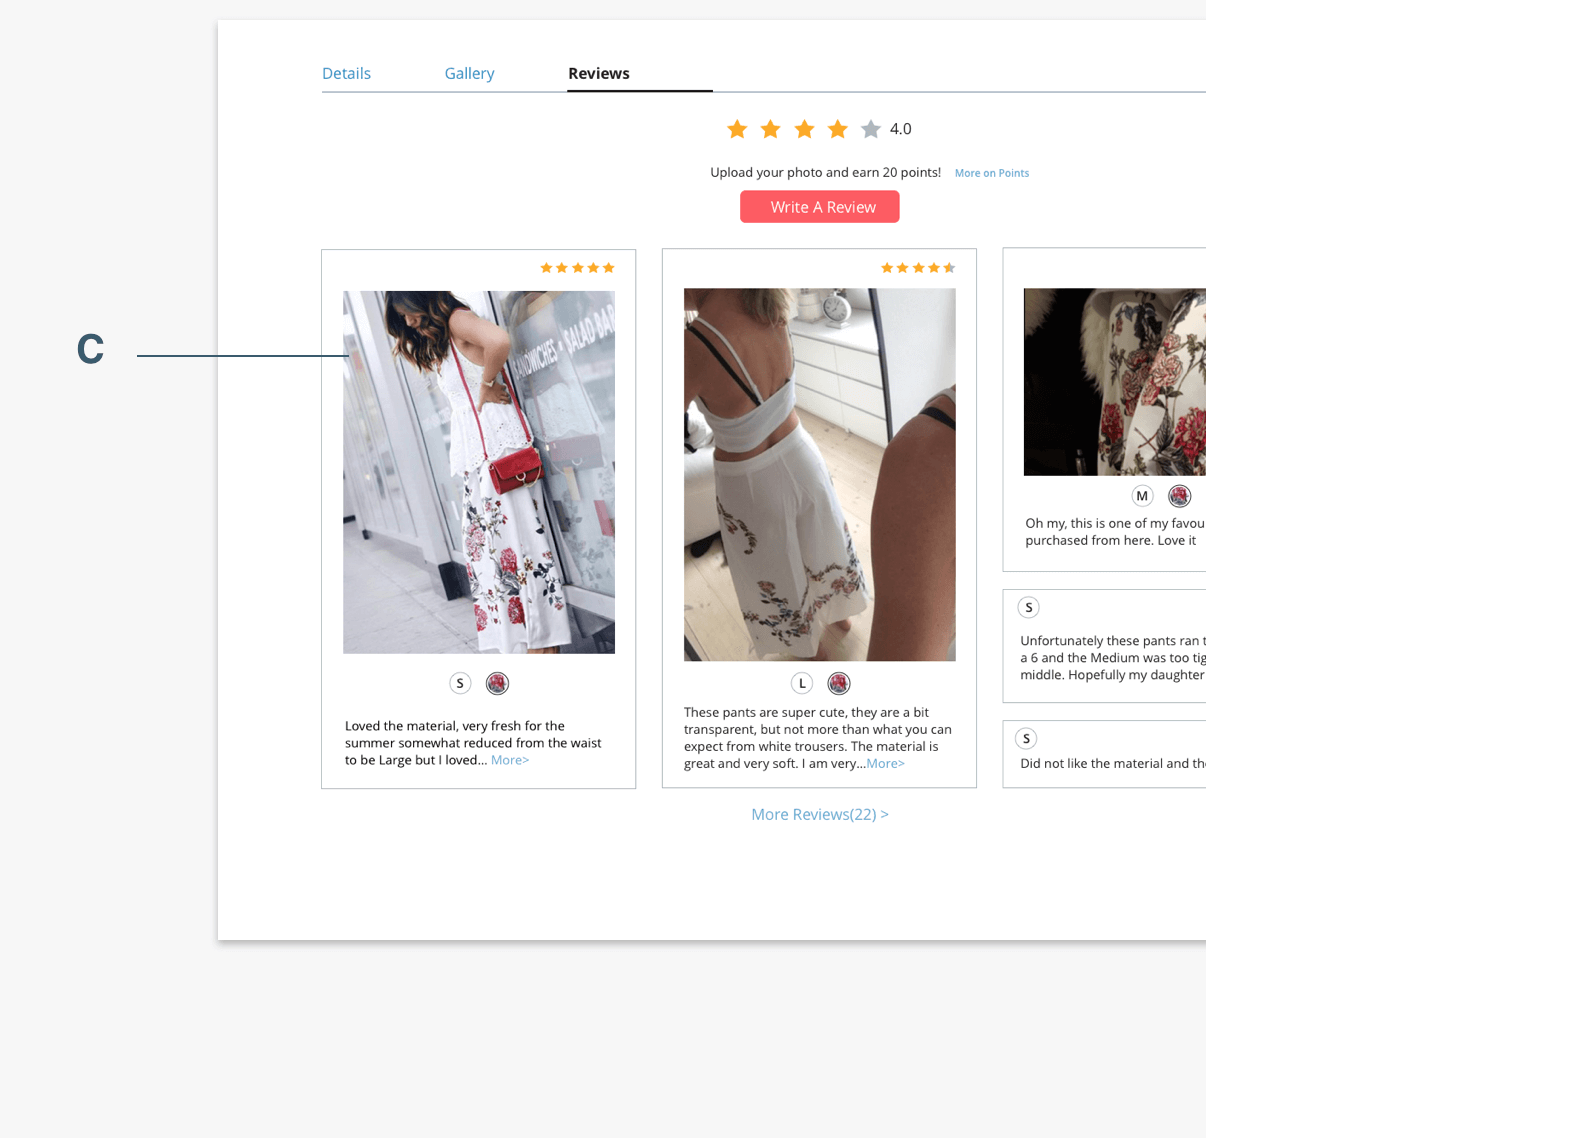 Details Gallery Reviews
4.0
Upload your photo and earn 20 points! More on Points
Write A Review
C
SANDWICHES • SALAD BAR
S
Loved the material, very fresh for the
summer somewhat reduced from the waist
to be Large but I loved... More>
L
These pants are super cute, they are a bit
transparent, but not more than what you can
expect from white trousers. The material is
great and very soft. I am very...More>
M
Oh my, this is one of my favou
purchased from here. Love it
S
Unfortunately these pants ran
a 6 and the Medium was too tig
middle. Hopefully my daughter
S
Did not like the material and
More Reviews(22) >